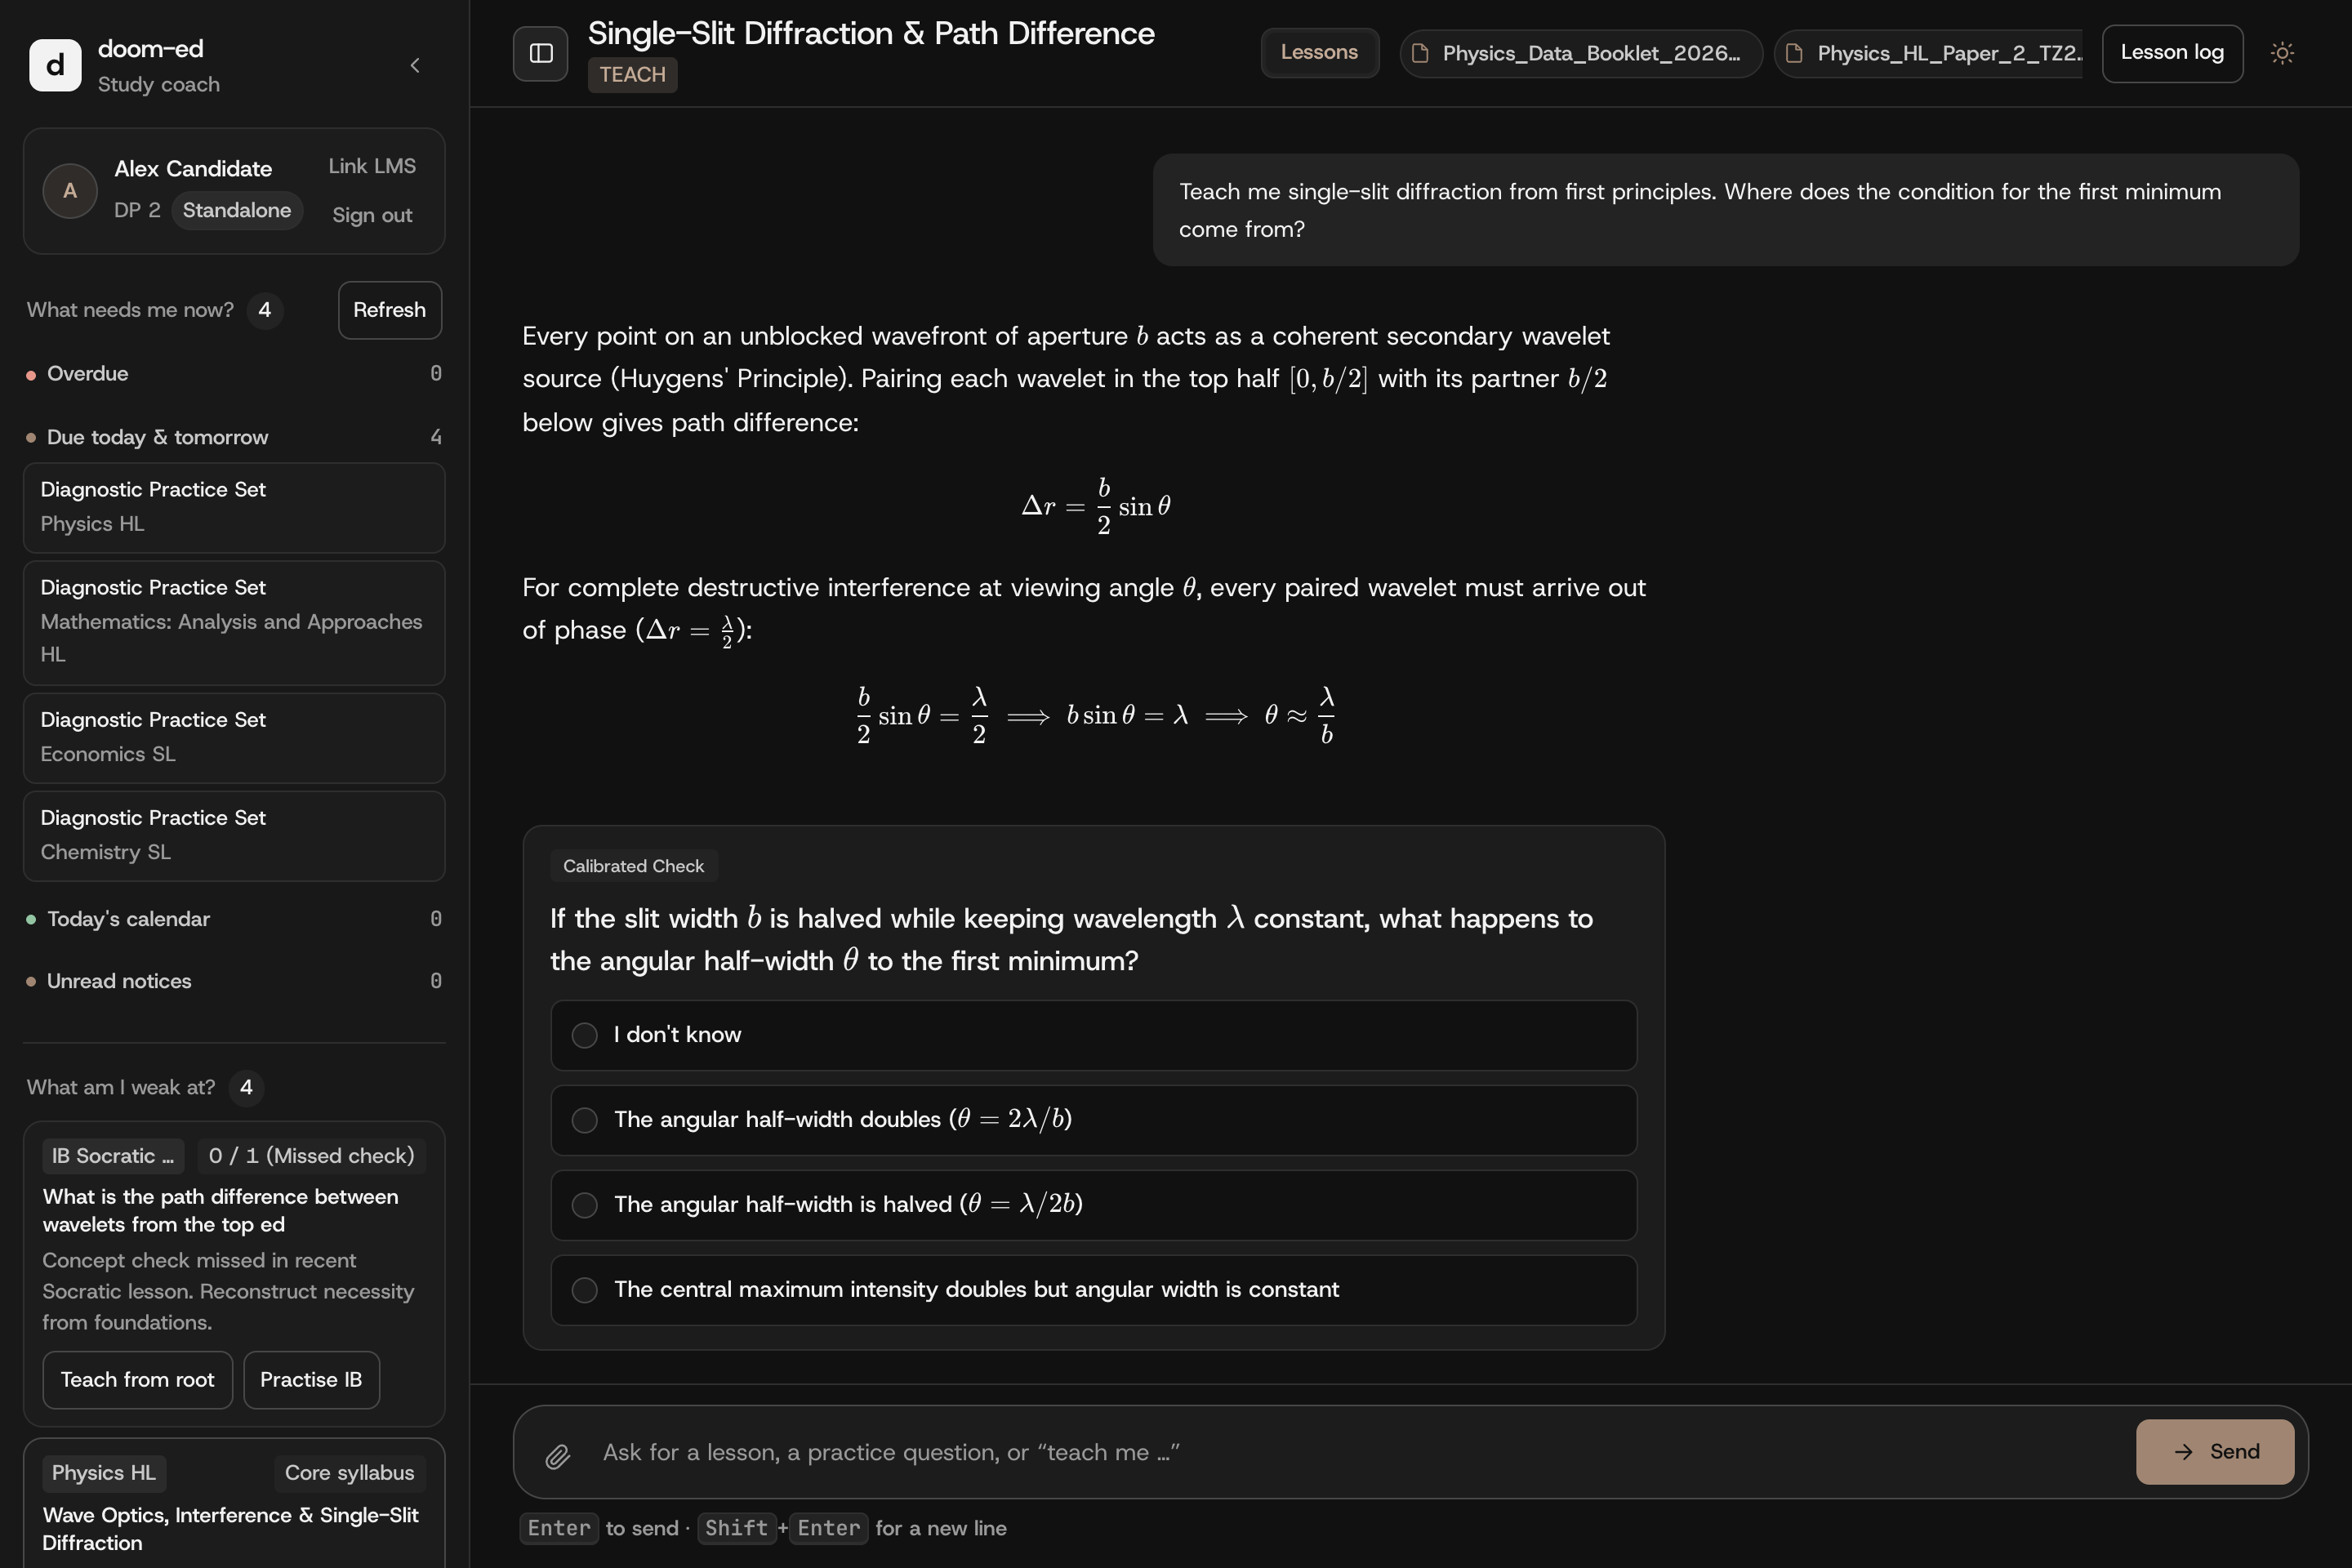 d
doom-ed
Study coach
A
Alex Candidate
DP 2 Standalone
Link LMS
Sign out
What needs me now? 4
Refresh
Overdue 0
Due today & tomorrow 4
Diagnostic Practice Set
Physics HL
Diagnostic Practice Set
Mathematics: Analysis and Approaches
HL
Diagnostic Practice Set
Economics SL
Diagnostic Practice Set
Chemistry SL
Today's calendar 0
Unread notices 0
What am I weak at? 4
IB Socratic ... 0 / 1 (Missed check)
What is the path difference between
wavelets from the top ed
Concept check missed in recent
Socratic lesson. Reconstruct necessity
from foundations.
Teach from root Practise IB
Physics HL Core syllabus
Wave Optics, Interference & Single-Slit
Diffraction
Single-Slit Diffraction & Path Difference
TEACH
Lessons
Physics_Data_Booklet_2026...
Physics_HL_Paper_2_TZ2..
Lesson log
Teach me single-slit diffraction from first principles. Where does the condition for the first minimum
come from?
Every point on an unblocked wavefront of aperture b acts as a coherent secondary wavelet
source (Huygens' Principle). Pairing each wavelet in the top half [0, b/2] with its partner b/2
below gives path difference:
Δr = b/2 sin θ
For complete destructive interference at viewing angle θ, every paired wavelet must arrive out
of phase (Δr = λ/2):
b/2 sin θ = λ/2 ⟹ b sin θ = λ ⟹ θ ≈ λ/b
Calibrated Check
If the slit width b is halved while keeping wavelength λ constant, what happens to
the angular half-width θ to the first minimum?
I don't know
The angular half-width doubles (θ = 2λ/b)
The angular half-width is halved (θ = λ/2b)
The central maximum intensity doubles but angular width is constant
Ask for a lesson, a practice question, or “teach me …”
→ Send
Enter to send · Shift+Enter for a new line